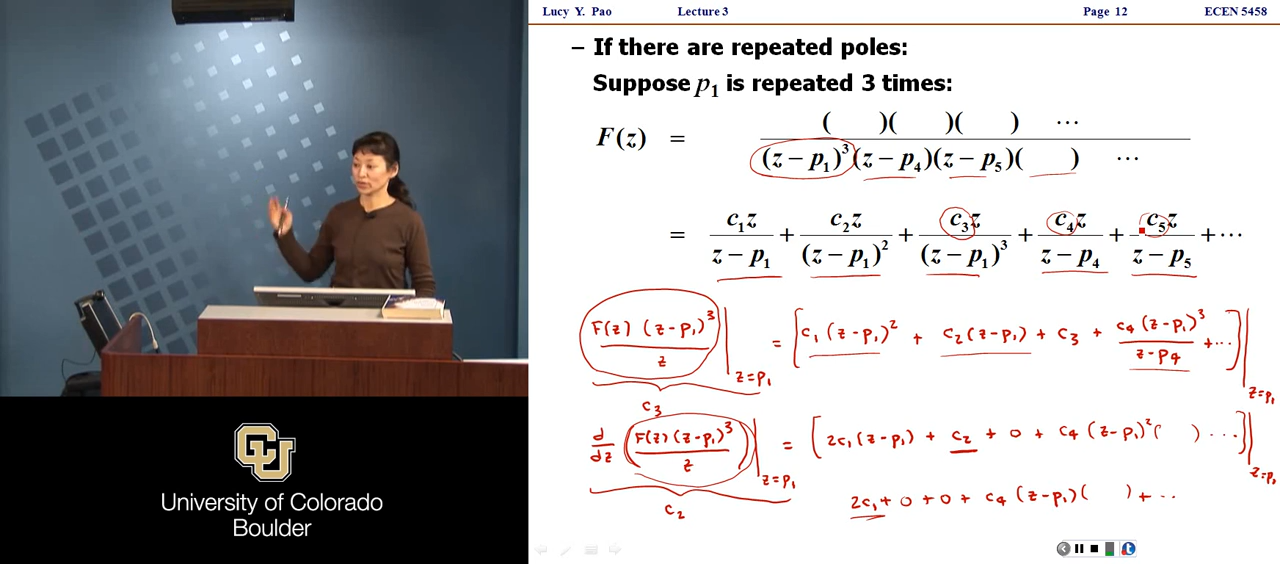 Lucy Y. Pao Lecture 3 Page 12 ECEN 5458
– If there are repeated poles:
Suppose p₁ is repeated 3 times:
F(z) = ( )( )( ) ⋯ / (z – p₁)³(z – p₄)(z – p₅)( ) ⋯
= c₁z / (z – p₁) + c₂z / (z – p₁)² + c₃z / (z – p₁)³ + c₄z / (z – p₄) + c₅z / (z – p₅) + ⋯
F(z) (z-p₁)³ / z |z=p₁ = [c₁(z-p₁)² + c₂(z-p₁) + c₃ + c₄(z-p₁)³ / (z-p₄) + ...] |z=p₁
c₃
d/dz (F(z)(z-p₁)³ / z) |z=p₁ = [2c₁(z-p₁) + c₂ + 0 + c₄(z-p₁)²( ) ...] |z=p₁
c₂
2c₁ + 0 + 0 + c₄(z-p₁)( ) + ...
CU
University of Colorado
Boulder